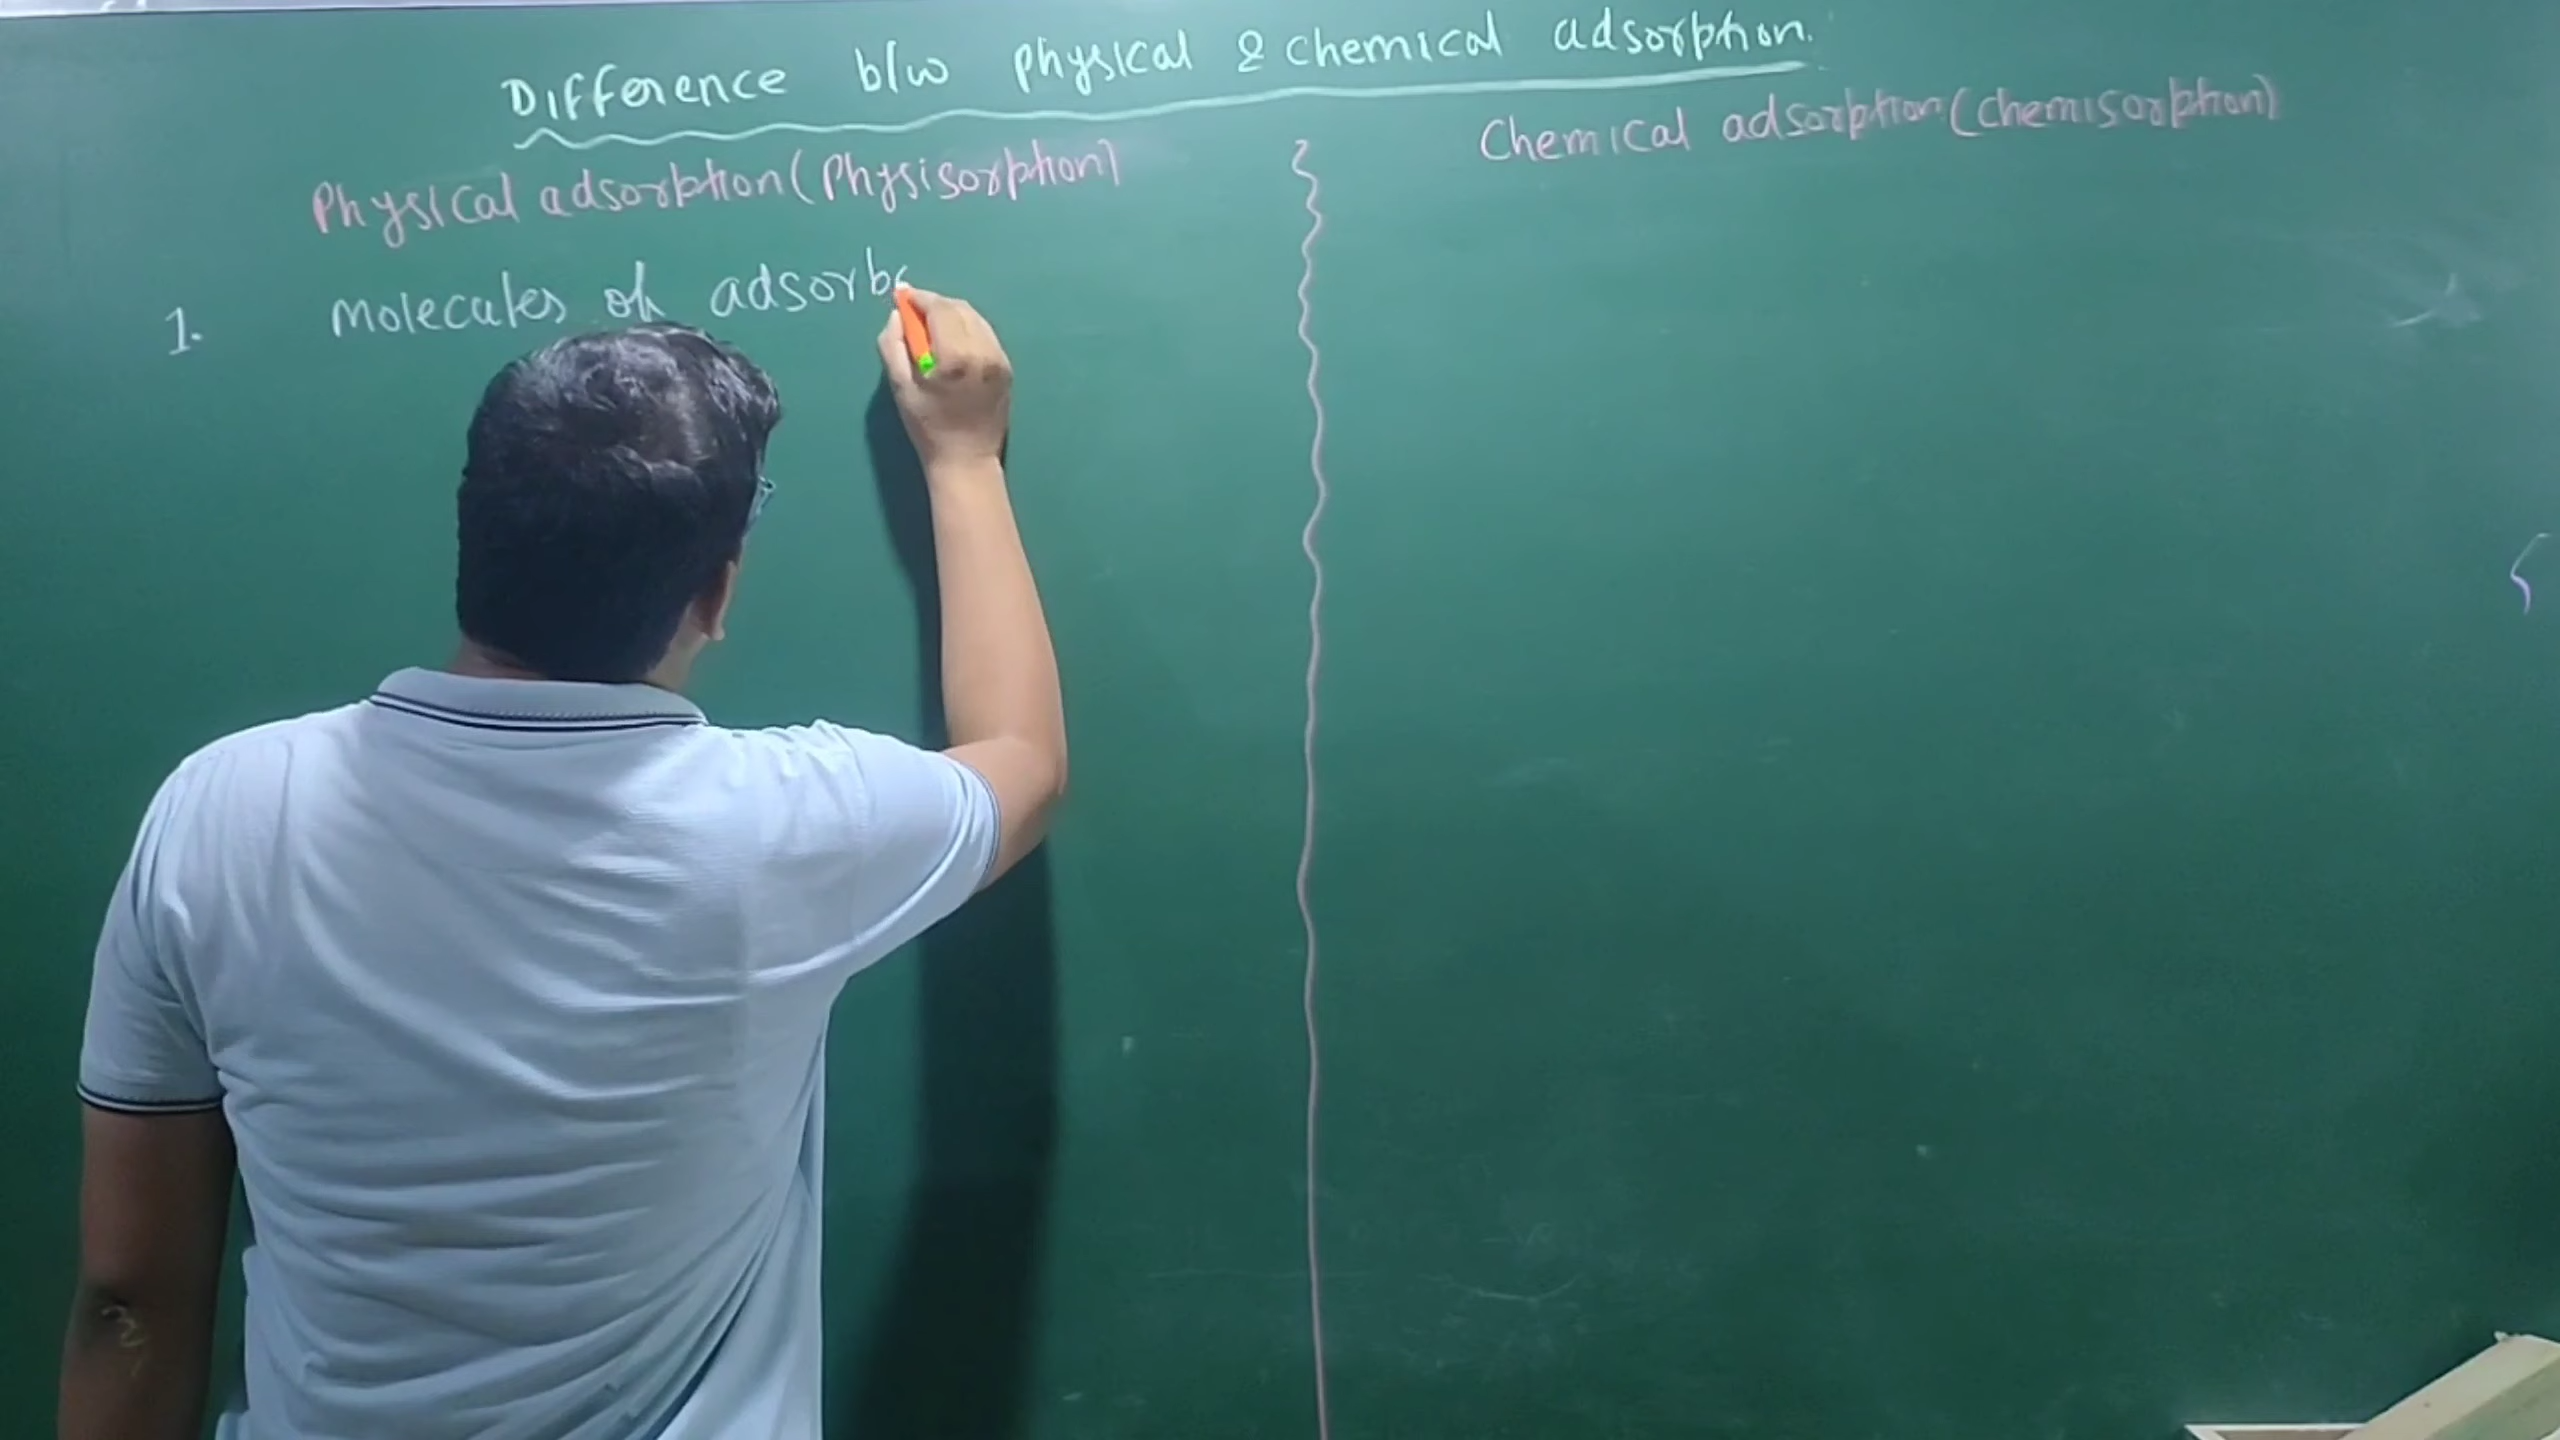 Difference b/w physical & chemical adsorption.
Physical adsorption (Physisorption)
Chemical adsorption (chemisorption)
1. Molecules of adsorb